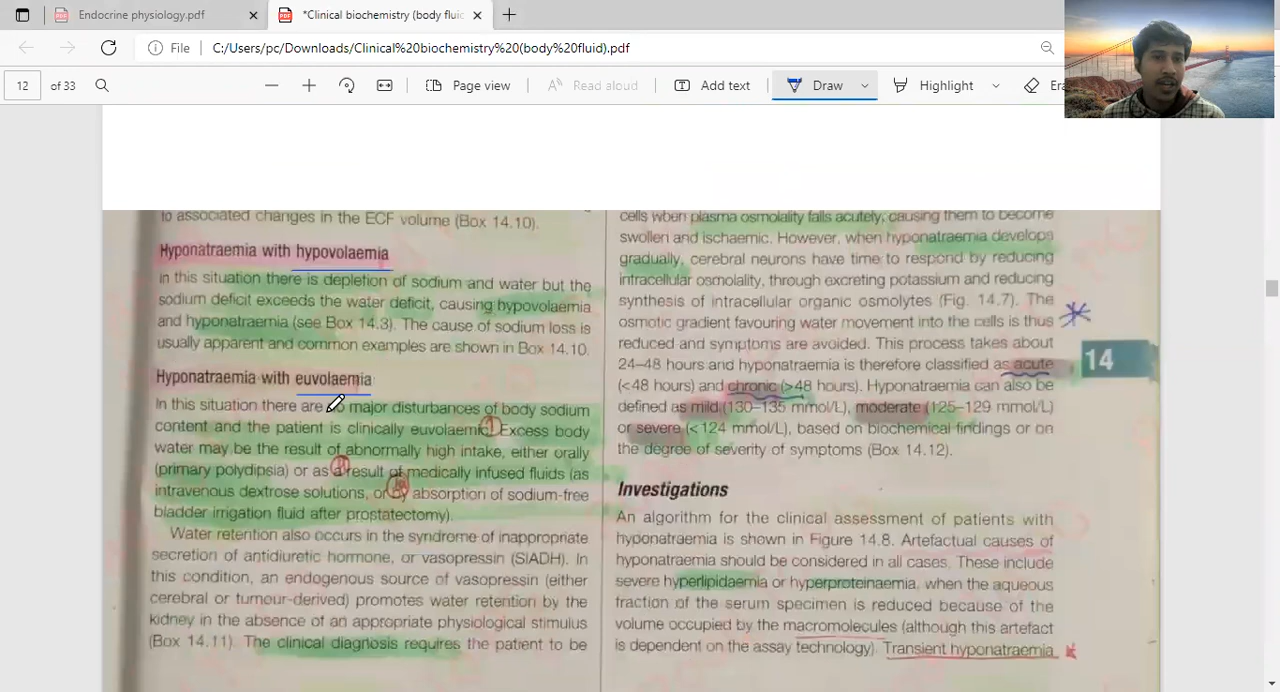 Endocrine physiology.pdf
*Clinical biochemistry (body fluid
File
C:/Users/pc/Downloads/Clinical%20biochemistry%20(body%20fluid).pdf
12
of 33
Page view
Read aloud
Add text
Draw
Highlight
Era
to associated changes in the ECF volume (Box 14.10).
Hyponatraemia with hypovolaemia
In this situation there is depletion of sodium and water but the
sodium deficit exceeds the water deficit, causing hypovolaemia
and hyponatraemia (see Box 14.3). The cause of sodium loss is
usually apparent and common examples are shown in Box 14.10.
Hyponatraemia with euvolaemia
In this situation there are major disturbances of body sodium
content and the patient is clinically euvolaemic. Excess body
water may be the result of abnormally high intake, either orally
(primary polydipsia) or as a result of medically infused fluids (as
intravenous dextrose solutions, or by absorption of sodium-free
bladder irrigation fluid after prostatectomy).
Water retention also occurs in the syndrome of inappropriate
secretion of antidiuretic hormone, or vasopressin (SIADH). In
this condition, an endogenous source of vasopressin (either
cerebral or tumour-derived) promotes water retention by the
kidney in the absence of an appropriate physiological stimulus
(Box 14.11). The clinical diagnosis requires the patient to be
cells when plasma osmolality falls acutely, causing them to become
swollen and ischaemic. However, when hyponatraemia develops
gradually, cerebral neurons have time to respond by reducing
intracellular osmolality, through excreting potassium and reducing
synthesis of intracellular organic osmolytes (Fig. 14.7). The
osmotic gradient favouring water movement into the cells is thus
reduced and symptoms are avoided. This process takes about
24–48 hours and hyponatraemia is therefore classified as acute
(<48 hours) and chronic (>48 hours). Hyponatraemia can also be
defined as mild (130–135 mmol/L), moderate (125–129 mmol/L)
or severe (< 124 mmol/L), based on biochemical findings or on
the degree of severity of symptoms (Box 14.12).
14
Investigations
An algorithm for the clinical assessment of patients with
hyponatraemia is shown in Figure 14.8. Artefactual causes of
hyponatraemia should be considered in all cases. These include
severe hyperlipidaemia or hyperproteinaemia, when the aqueous
fraction of the serum specimen is reduced because of the
volume occupied by the macromolecules (although this artefact
is dependent on the assay technology). Transient hyponatraemia